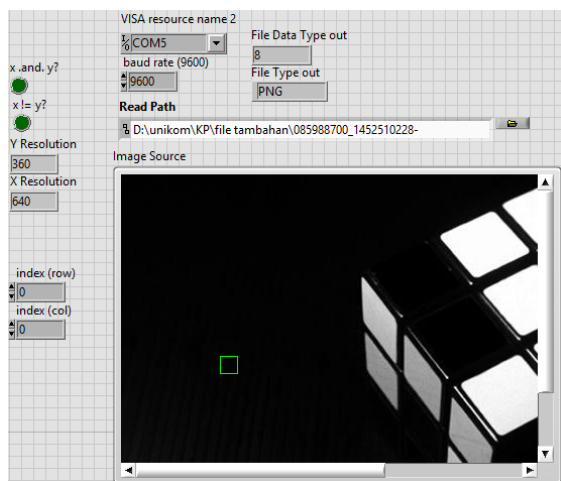 VISA resource name 2
COM5
File Data Type out
8
baud rate (9600)
9600
File Type out
PNG
x .and. y?
x != y?
Read Path
D:\unikom\KP\file tambahan\085988700_1452510228-
Y Resolution
360
X Resolution
640
Image Source
index (row)
0
index (col)
0